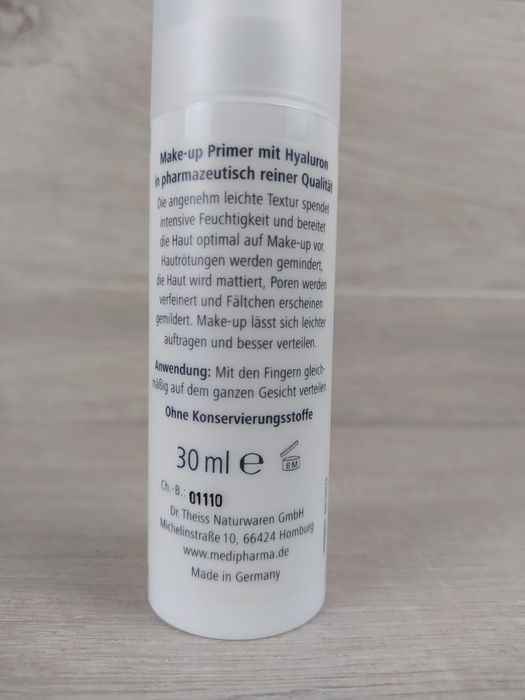 Make-up Primer mit Hyaluron
in pharmazeutisch reiner Qualität
Die angenehm leichte Textur spendet
intensive Feuchtigkeit und bereitet
die Haut optimal auf Make-up vor.
Hautrötungen werden gemindert,
die Haut wird mattiert, Poren werden
verfeinert und Fältchen erscheinen
gemildert. Make-up lässt sich leichter
auftragen und besser verteilen.
Anwendung: Mit den Fingern gleich-
mäßig auf dem ganzen Gesicht verteilen
Ohne Konservierungsstoffe
30 ml ℮ 6M
Ch.-B.: 01110
Dr. Theiss Naturwaren GmbH
Michelinstraße 10, 66424 Homburg
www.medipharma.de
Made in Germany